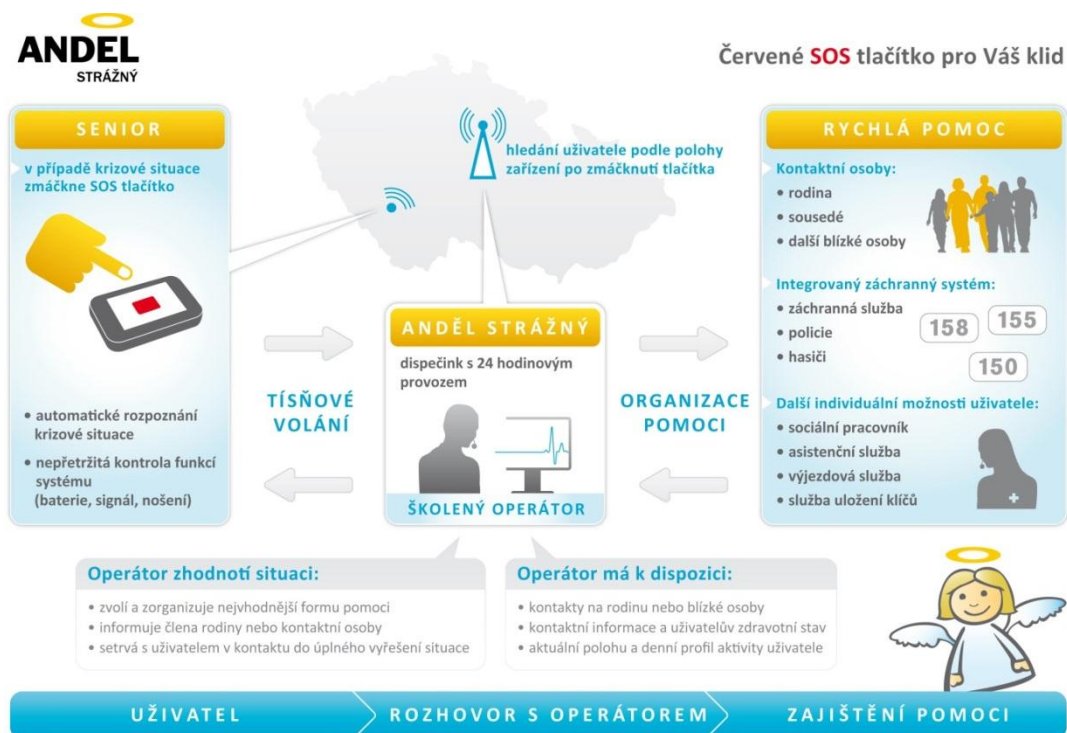 ANDEL
STRÁŽNÝ
Červené SOS tlačítko pro Váš klid
SENIOR
v případě krizové situace
zmáčkne SOS tlačítko
• automatické rozpoznání
krizové situace
• nepřetržitá kontrola funkcí
systému
(baterie, signál, nošení)
hledání uživatele podle polohy
zařízení po zmáčknutí tlačítka
TÍSŇOVÉ
VOLÁNÍ
ANDĚL STRÁŽNÝ
dispečink s 24 hodinovým
provozem
ŠKOLENÝ OPERÁTOR
ORGANIZACE
POMOCI
RYCHLÁ POMOC
Kontaktní osoby:
• rodina
• sousedé
• další blízké osoby
Integrovaný záchranný systém:
• záchranná služba
• policie
• hasiči
158
155
150
Další individuální možnosti uživatele:
• sociální pracovník
• asistenční služba
• výjezdová služba
• služba uložení klíčů
Operátor zhodnotí situaci:
• zvolí a zorganizuje nejvhodnější formu pomoci
• informuje člena rodiny nebo kontaktní osoby
• setrvá s uživatelem v kontaktu do úplného vyřešení situace
Operátor má k dispozici:
• kontakty na rodinu nebo blízké osoby
• kontaktní informace a uživatelův zdravotní stav
• aktuální polohu a denní profil aktivity uživatele
UŽIVATEL
ROZHOVOR S OPERÁTOREM
ZAJIŠTĚNÍ POMOCI